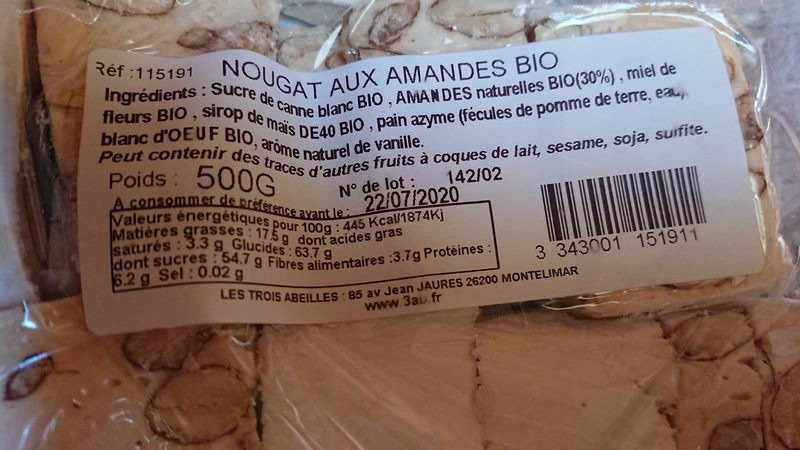 Réf :115191 NOUGAT AUX AMANDES BIO
Ingrédients : Sucre de canne blanc BIO , AMANDES naturelles BIO(30%) , miel de
fleurs BIO , sirop de maïs DE40 BIO , pain azyme (fécules de pomme de terre, eau,
blanc d'OEUF BIO, arôme naturel de vanille.
Peut contenir des traces d'autres fruits à coques de lait, sesame, soja, sulfite.
Poids : 500G N° de lot : 142/02
A consommer de préférence avant le : 22/07/2020
Valeurs énergétiques pour 100g : 445 Kcal/1874Kj
Matières grasses : 17.5 g dont acides gras
saturés : 3.3 g Glucides : 63.7 g
dont sucres : 54.7 g Fibres alimentaires :3.7g Protéines :
6.2 g Sel : 0.02 g
3 343001 151911
LES TROIS ABEILLES : 85 av Jean JAURES 26200 MONTELIMAR